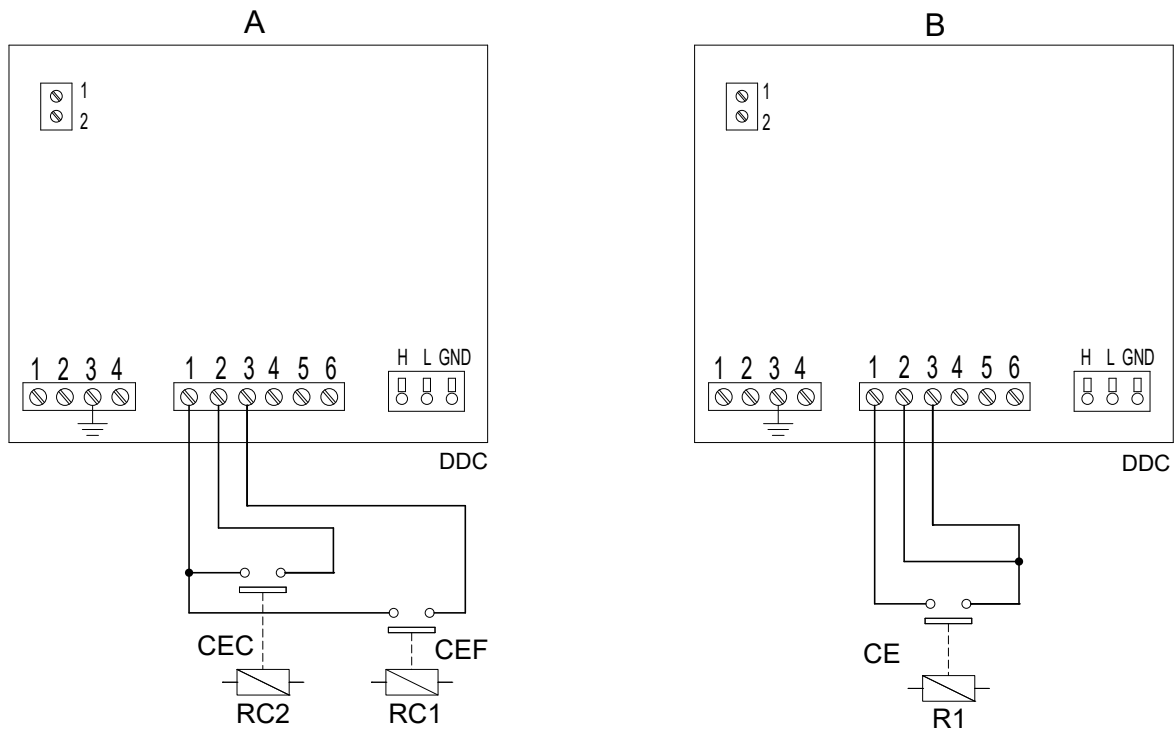 A
1
2
1 2 3 4
1 2 3 4 5 6
H L GND
DDC
CEC
CEF
RC2
RC1
B
1
2
1 2 3 4
1 2 3 4 5 6
H L GND
DDC
CE
R1